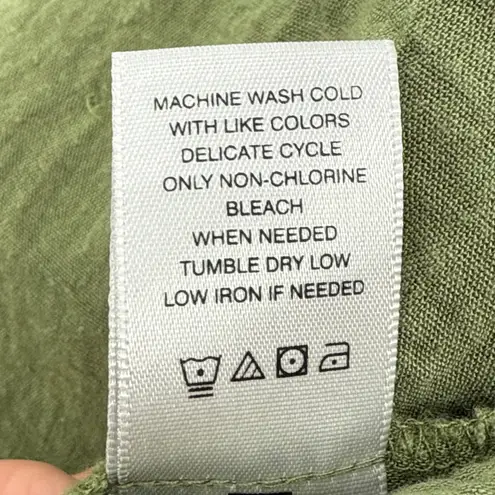 MACHINE WASH COLD
WITH LIKE COLORS
DELICATE CYCLE
ONLY NON-CHLORINE
BLEACH
WHEN NEEDED
TUMBLE DRY LOW
LOW IRON IF NEEDED